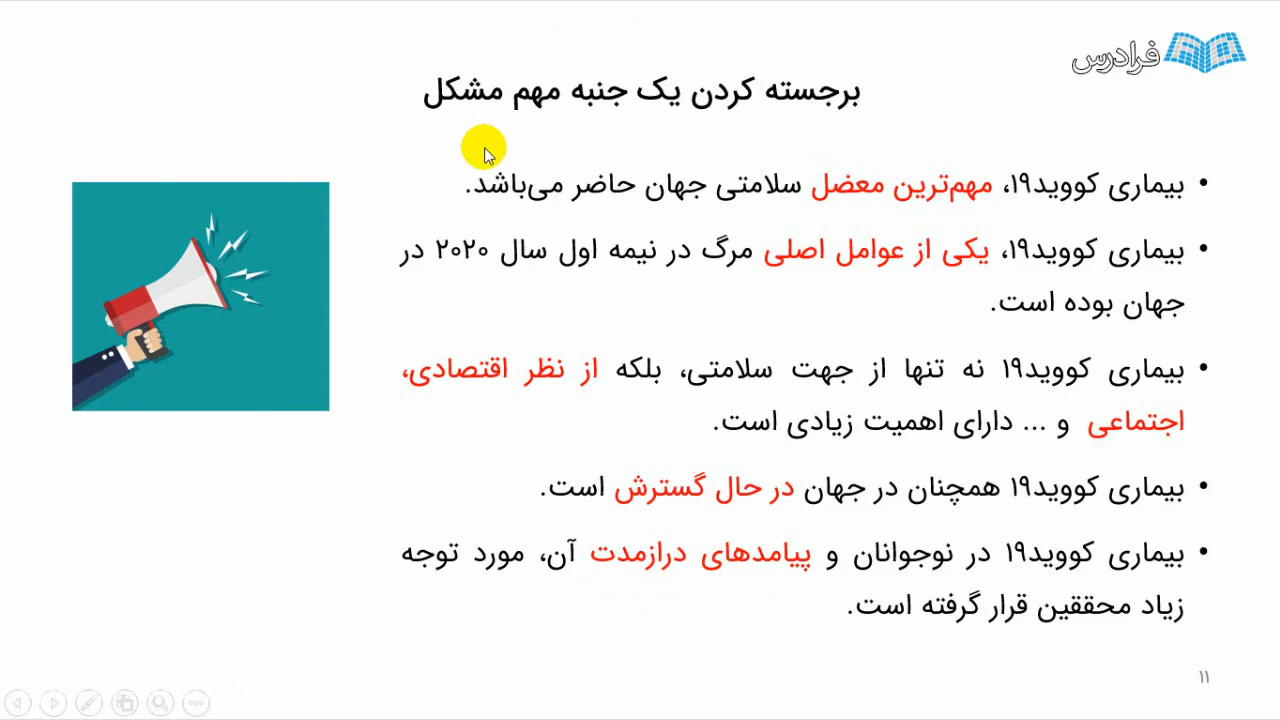 فرادرس
برجسته کردن یک جنبه مهم مشکل
• بیماری کووید۱۹، مهم‌ترین معضل سلامتی جهان حاضر می‌باشد.
• بیماری کووید۱۹، یکی از عوامل اصلی مرگ در نیمه اول سال ۲۰۲۰ در
جهان بوده است.
• بیماری کووید۱۹ نه تنها از جهت سلامتی، بلکه از نظر اقتصادی،
اجتماعی و ... دارای اهمیت زیادی است.
• بیماری کووید۱۹ همچنان در جهان در حال گسترش است.
• بیماری کووید۱۹ در نوجوانان و پیامدهای درازمدت آن، مورد توجه
زیاد محققین قرار گرفته است.
۱۱